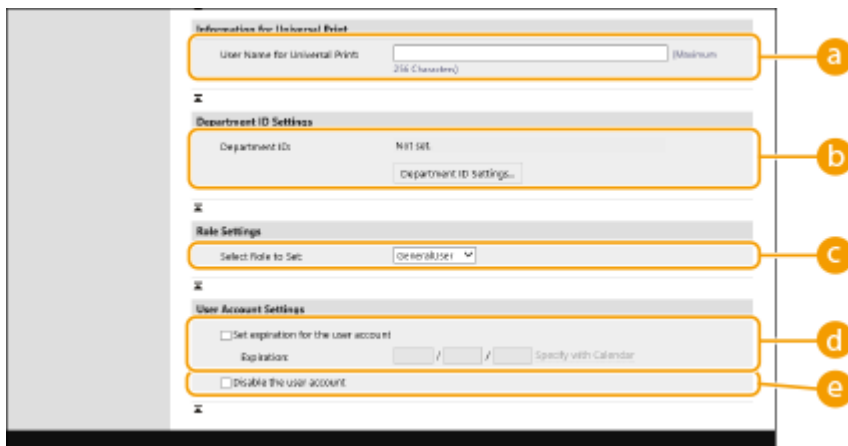 Information for Universal Print
User Name for Universal Print:
(Maximum
256 Characters)
a
Department ID Settings
Department ID:
Not set.
b
Department ID Settings...
Role Settings
Select Role to Set:
GeneralUser
c
User Account Settings
Set expiration for the user account
d
Expiration:
/ /
Specify with Calendar
Disable the user account
e